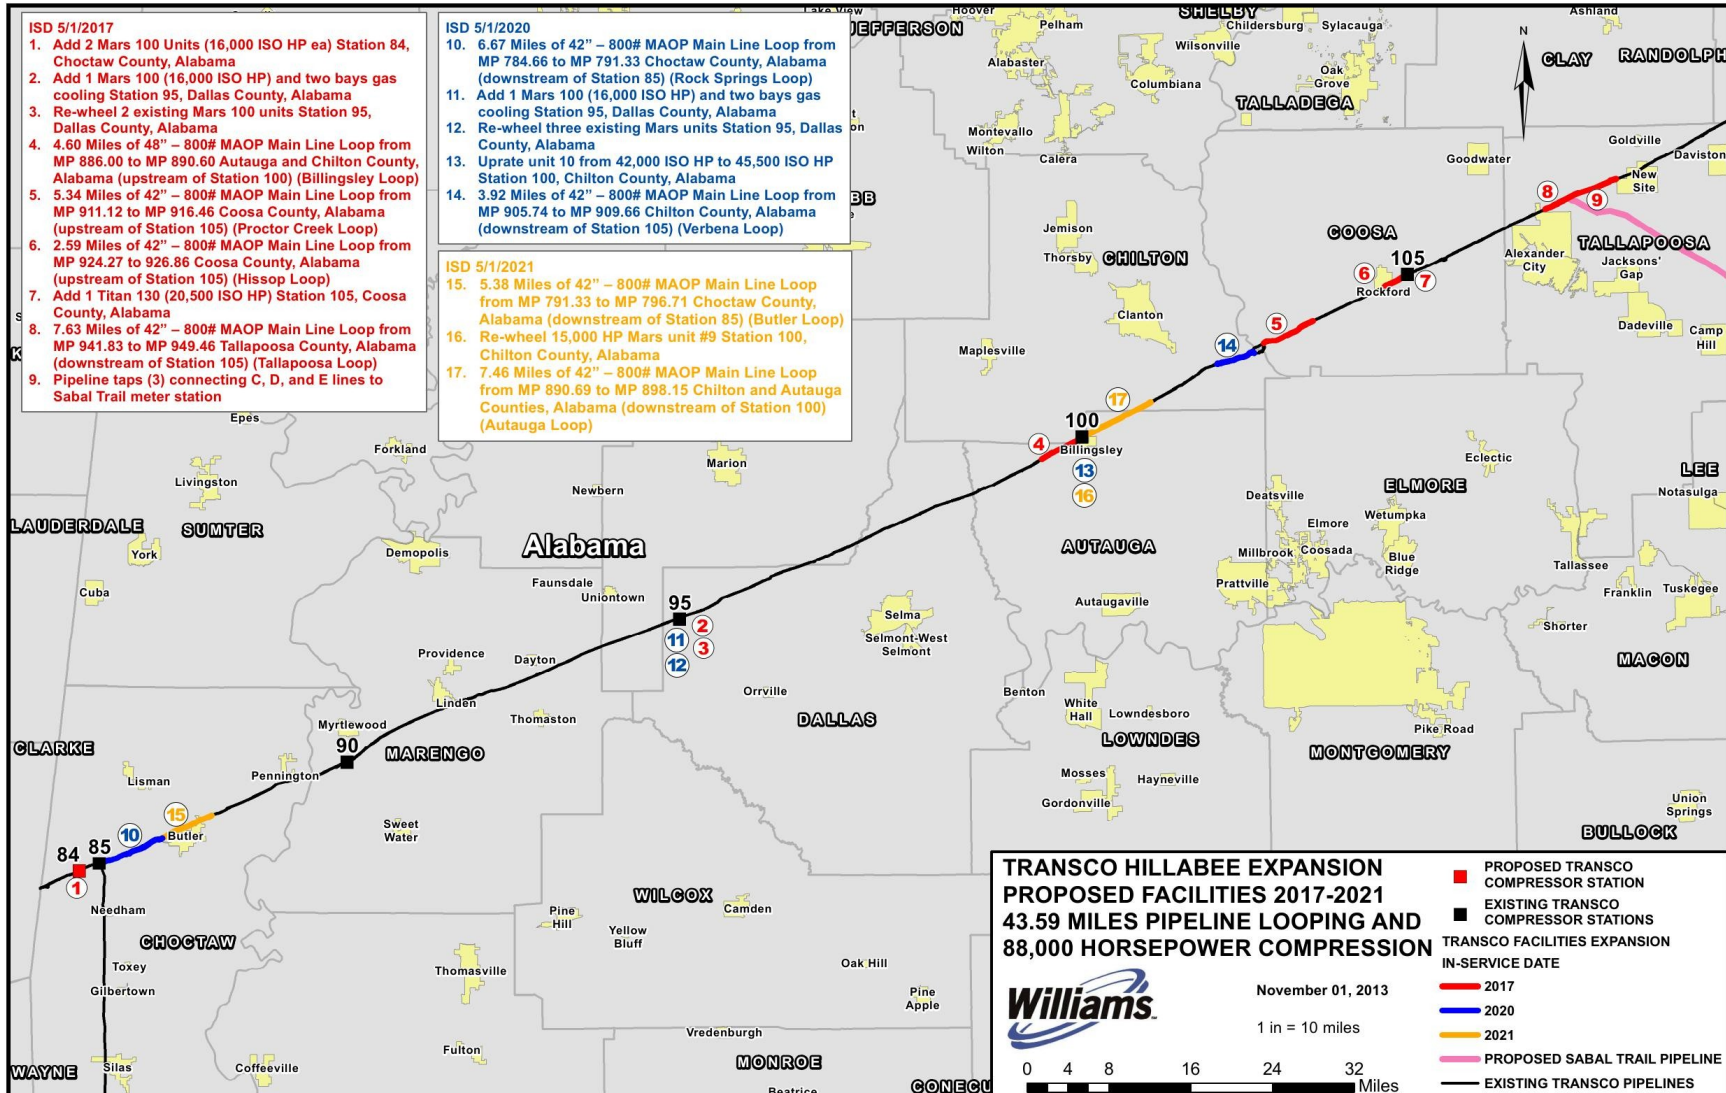 ISD 5/1/2017
1. Add 2 Mars 100 Units (16,000 ISO HP ea) Station 84,
Choctaw County, Alabama
2. Add 1 Mars 100 (16,000 ISO HP) and two bays gas
cooling Station 95, Dallas County, Alabama
3. Re-wheel 2 existing Mars 100 units Station 95,
Dallas County, Alabama
4. 4.60 Miles of 48” – 800# MAOP Main Line Loop from
MP 886.00 to MP 890.60 Autauga and Chilton County,
Alabama (upstream of Station 100) (Billingsley Loop)
5. 5.34 Miles of 42” – 800# MAOP Main Line Loop from
MP 911.12 to MP 916.46 Coosa County, Alabama
(upstream of Station 105) (Proctor Creek Loop)
6. 2.59 Miles of 42” – 800# MAOP Main Line Loop from
MP 924.27 to 926.86 Coosa County, Alabama
(upstream of Station 105) (Hissop Loop)
7. Add 1 Titan 130 (20,500 ISO HP) Station 105, Coosa
County, Alabama
8. 7.63 Miles of 42” – 800# MAOP Main Line Loop from
MP 941.83 to MP 949.46 Tallapoosa County, Alabama
(downstream of Station 105) (Tallapoosa Loop)
9. Pipeline taps (3) connecting C, D, and E lines to
Sabal Trail meter station
ISD 5/1/2020
10. 6.67 Miles of 42” – 800# MAOP Main Line Loop from
MP 784.66 to MP 791.33 Choctaw County, Alabama
(downstream of Station 85) (Rock Springs Loop)
11. Add 1 Mars 100 (16,000 ISO HP) and two bays gas
cooling Station 95, Dallas County, Alabama
12. Re-wheel three existing Mars units Station 95, Dallas
County, Alabama
13. Uprate unit 10 from 42,000 ISO HP to 45,500 ISO HP
Station 100, Chilton County, Alabama
14. 3.92 Miles of 42” – 800# MAOP Main Line Loop from
MP 905.74 to MP 909.66 Chilton County, Alabama
(downstream of Station 105) (Verbena Loop)
ISD 5/1/2021
15. 5.38 Miles of 42” – 800# MAOP Main Line Loop
from MP 791.33 to MP 796.71 Choctaw County,
Alabama (downstream of Station 85) (Butler Loop)
16. Re-wheel 15,000 HP Mars unit #9 Station 100,
Chilton County, Alabama
17. 7.46 Miles of 42” – 800# MAOP Main Line Loop
from MP 890.69 to MP 898.15 Chilton and Autauga
Counties, Alabama (downstream of Station 100)
(Autauga Loop)
Lake View
Hoover
SHELBY
Ashland
JEFFERSON
Pelham
Childersburg
Sylacauga
N
Wilsonville
CLAY
RANDOLPH
Alabaster
Columbiana
Oak
Grove
TALLADEGA
Montevallo
Wilton
Calera
Goldville
Goodwater
Daviston
New
Site
8
9
BB
Jemison
Thorsby
CHILTON
COOSA
TALLAPOOSA
Alexander
City
Jacksons'
Gap
105
6
7
Rockford
Clanton
Dadeville
Camp
Hill
5
14
Maplesville
17
100
4
Billingsley
13
16
Epes
Forkland
Marion
Livingston
Newbern
Eclectic
LEE
Notasulga
ELMORE
Deatsville
Wetumpka
LAUDERDALE
SUMTER
Alabama
Elmore
York
Demopolis
AUTAUGA
Millbrook
Coosada
Blue
Ridge
Tallassee
Cuba
Faunsdale
Uniontown
Prattville
Franklin
Tuskegee
95
Autaugaville
2
11
3
12
Selma
Selmont-West
Selmont
Shorter
MACON
Providence
Dayton
Linden
Orrville
Benton
White
Hall
Lowndesboro
Myrtlewood
Thomaston
DALLAS
LOWNDES
Pike Road
MONTGOMERY
CLARKE
90
MARENGO
Lisman
Pennington
Mosses
Hayneville
Gordonville
Union
Springs
BULLOCK
15
10
Butler
Sweet
Water
84
85
1
Needham
WILCOX
Camden
Pine
Hill
Yellow
Bluff
CHOCTAW
Toxey
Gilbertown
Thomasville
Oak Hill
Pine
Apple
Vredenburgh
Fulton
MONROE
WAYNE
Silas
Coffeeville
Beatrice
CONECU
TRANSCO HILLABEE EXPANSION
PROPOSED FACILITIES 2017-2021
43.59 MILES PIPELINE LOOPING AND
88,000 HORSEPOWER COMPRESSION
Williams
November 01, 2013
1 in = 10 miles
0 4 8 16 24 32
Miles
PROPOSED TRANSCO
COMPRESSOR STATION
EXISTING TRANSCO
COMPRESSOR STATIONS
TRANSCO FACILITIES EXPANSION
IN-SERVICE DATE
2017
2020
2021
PROPOSED SABAL TRAIL PIPELINE
EXISTING TRANSCO PIPELINES